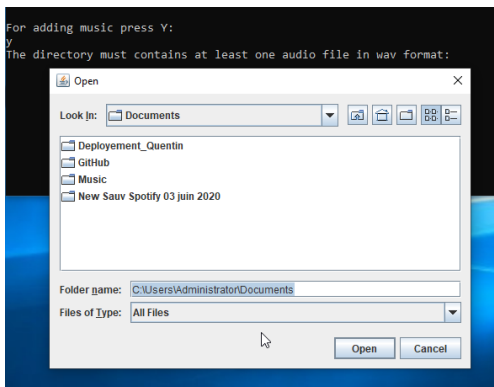 For adding music press Y:
y
The directory must contains at least one audio file in wav format:
Open
Look In: Documents
Deployement_Quentin
GitHub
Music
New Sauv Spotify 03 juin 2020
Folder name: C:\Users\Administrator\Documents
Files of Type: All Files
Open Cancel